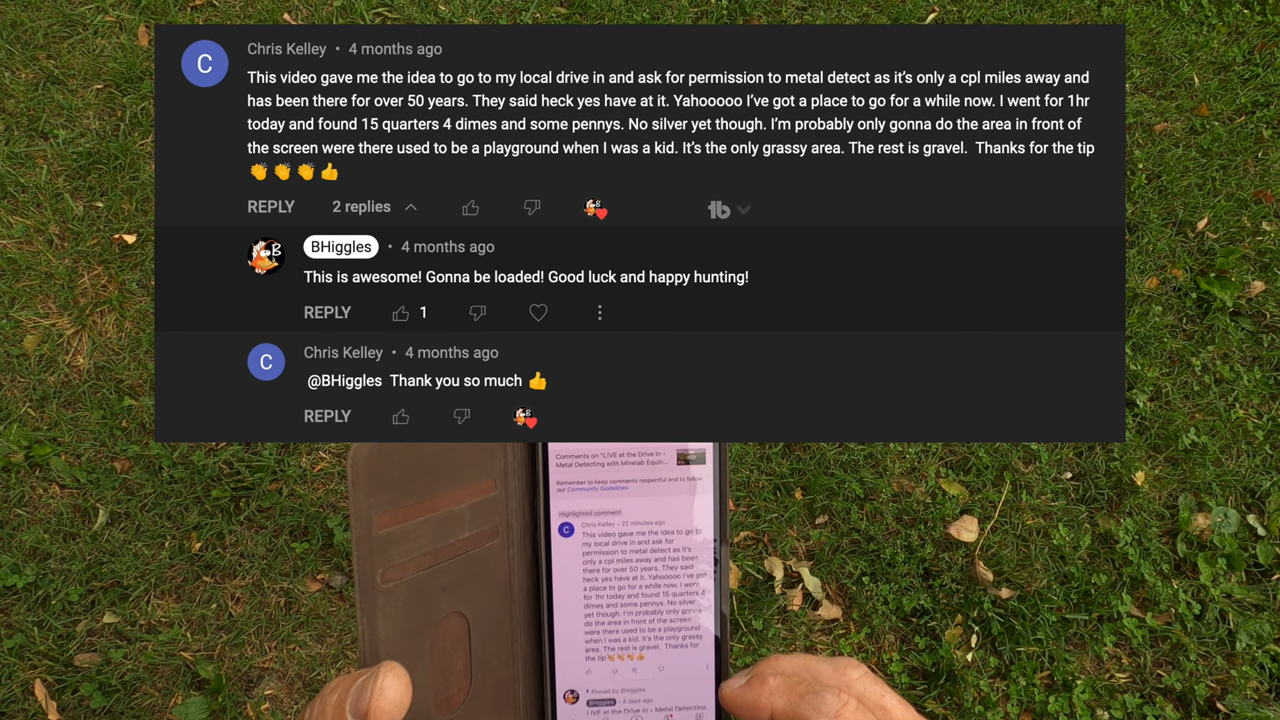 C
Chris Kelley • 4 months ago
This video gave me the idea to go to my local drive in and ask for permission to metal detect as it's only a cpl miles away and
has been there for over 50 years. They said heck yes have at it. Yahooooo I've got a place to go for a while now. I went for 1hr
today and found 15 quarters 4 dimes and some pennys. No silver yet though. I'm probably only gonna do the area in front of
the screen were there used to be a playground when I was a kid. It's the only grassy area. The rest is gravel. Thanks for the tip
👏 👏 👏 👍
REPLY 2 replies
B
tb
B
BHiggles • 4 months ago
This is awesome! Gonna be loaded! Good luck and happy hunting!
REPLY 1
C
Chris Kelley • 4 months ago
@BHiggles Thank you so much 👍
REPLY
B
Comments on "LIVE at the Drive In -
Metal Detecting with Minelab Equin...
Remember to keep comments respectful and to follow
our Community Guidelines
Highlighted comment
C
Chris Kelley • 22 minutes ago
This video gave me the idea to go to
my local drive in and ask for
permission to metal detect as it's
only a cpl miles away and has been
there for over 50 years. They said
heck yes have at it. Yahooooo I've got
a place to go for a while now. I went
for 1hr today and found 15 quarters 4
dimes and some pennys. No silver
yet though. I'm probably only gonna
do the area in front of the screen
were there used to be a playground
when I was a kid. It's the only grassy
area. The rest is gravel. Thanks for
the tip👏👏👏👍
Pinned by BHiggles
BHiggles • 4 days ago
LIVE at the Drive In - Metal Detecting